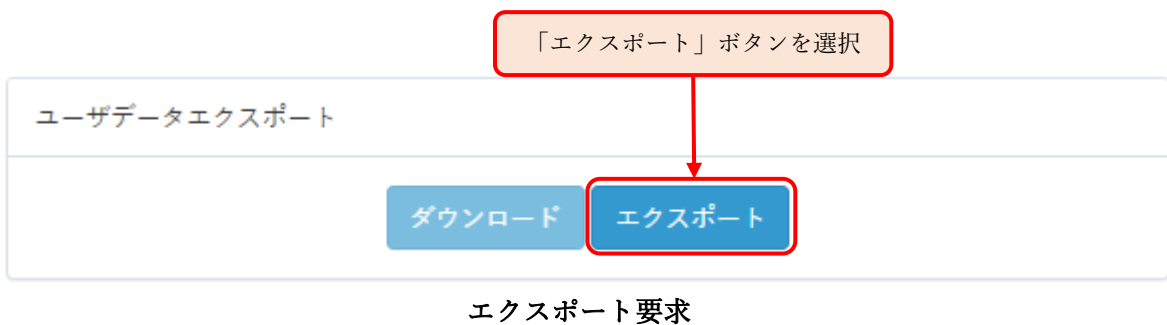 「エクスポート」ボタンを選択
ユーザデータエクスポート
ダウンロード エクスポート
エクスポート要求